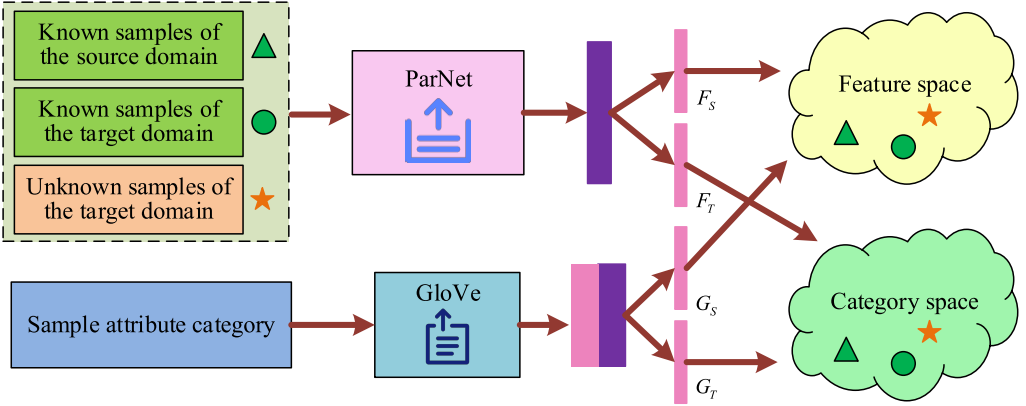 Known samples of
the source domain
Known samples of
the target domain
Unknown samples of
the target domain
ParNet
F_S
F_T
Feature space
Sample attribute category
GloVe
G_S
G_T
Category space